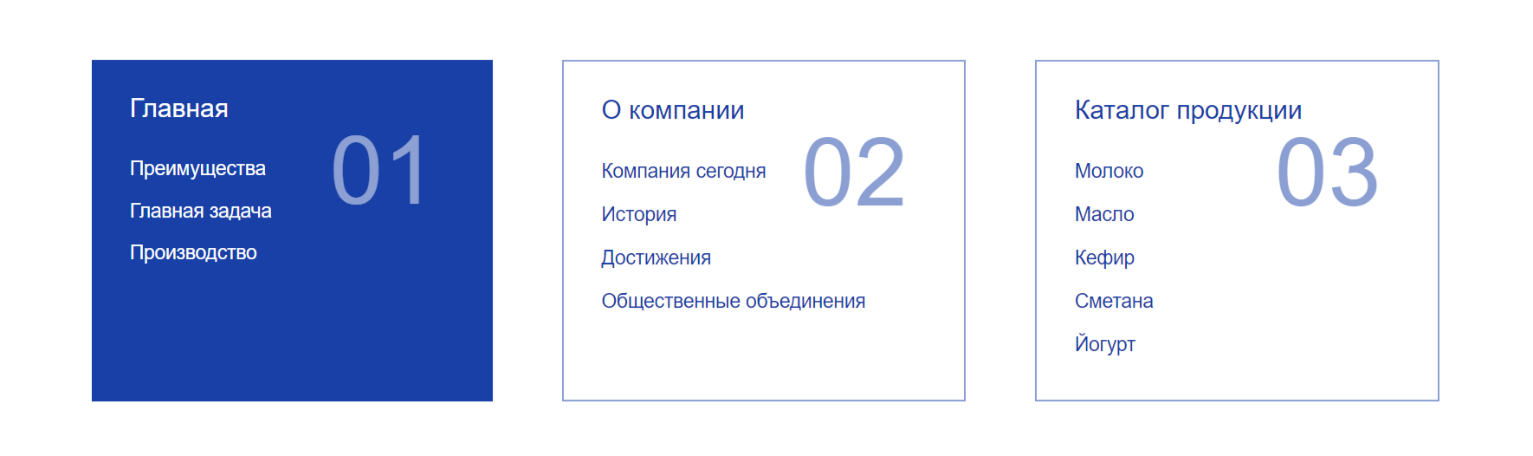 Главная
01
Преимущества
Главная задача
Производство
О компании
02
Компания сегодня
История
Достижения
Общественные объединения
Каталог продукции
03
Молоко
Масло
Кефир
Сметана
Йогурт